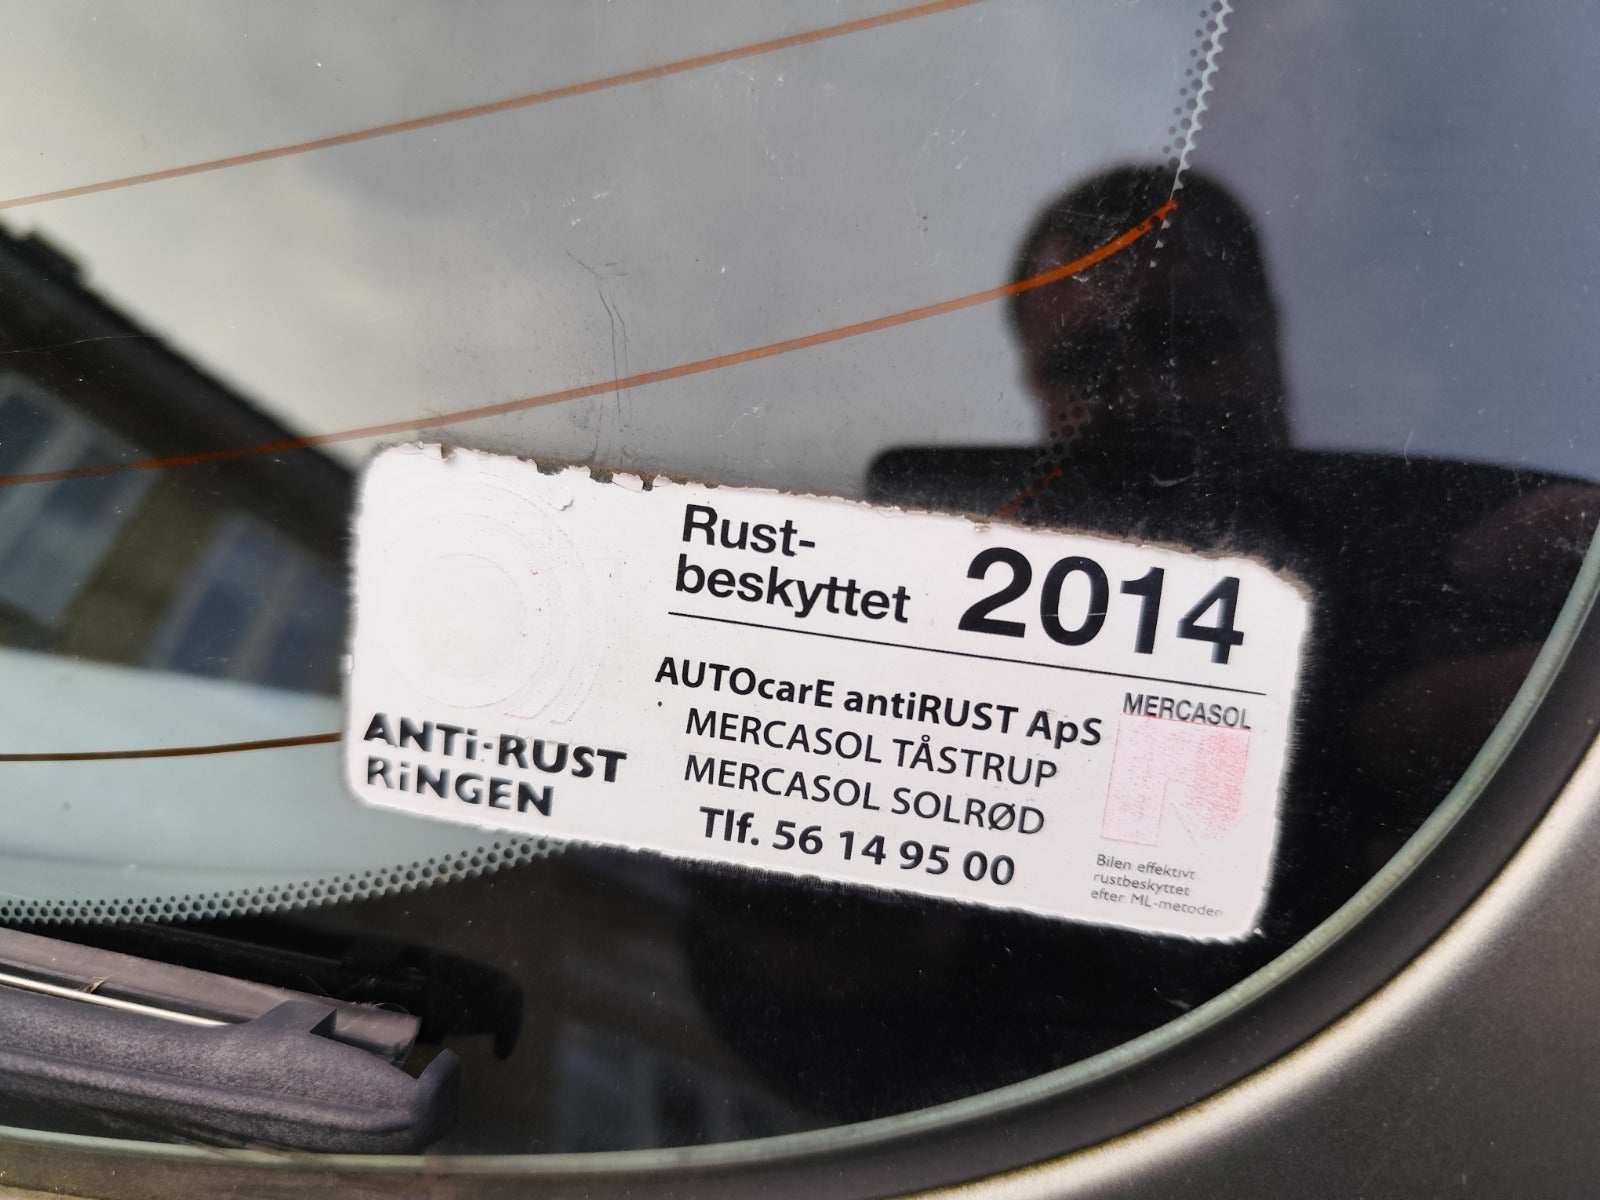 Rust-
beskyttet 2014
ANTi-RUST
RiNGEN
AUTOcarE antiRUST ApS
MERCASOL TÅSTRUP
MERCASOL SOLRØD
Tlf. 56 14 95 00
MERCASOL
Bilen effektivt
rustbeskyttet
efter ML-metoden